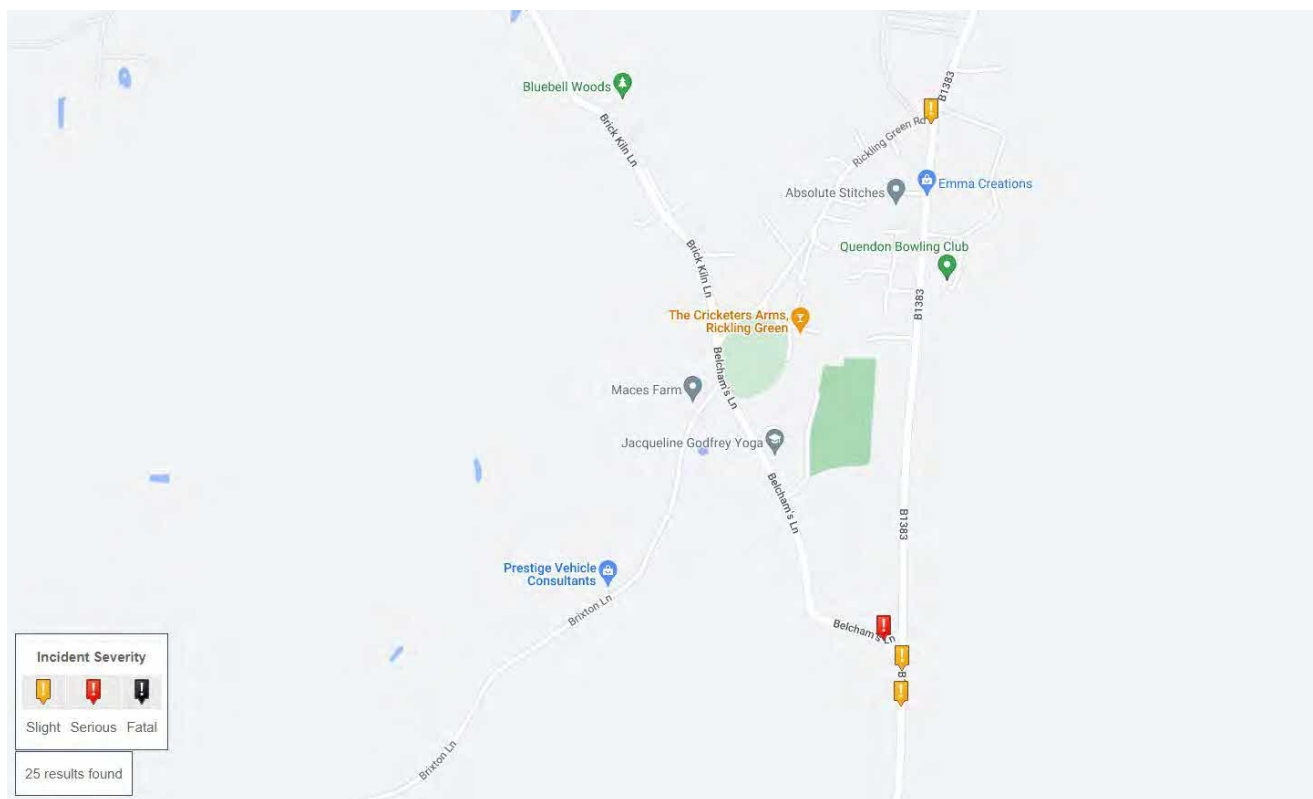 B1383
Bluebell Woods
Brick Kiln Ln
Rickling Green Rd
Absolute Stitches
Emma Creations
Quendon Bowling Club
Brick Kiln Ln
B1383
The Cricketers Arms,
Rickling Green
Belcham's Ln
Maces Farm
Jacqueline Godfrey Yoga
Belcham's Ln
B1383
Prestige Vehicle
Consultants
Brixton Ln
Belcham's Ln
Brixton Ln
Incident Severity
Slight Serious Fatal
25 results found